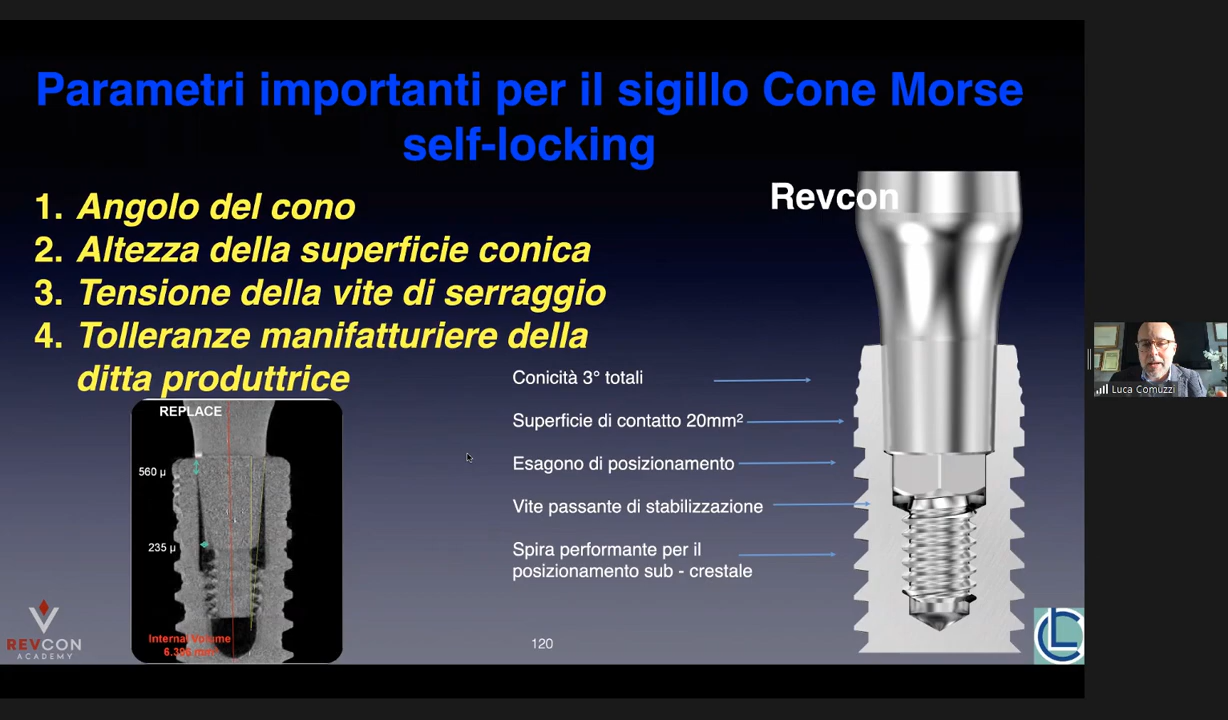 Parametri importanti per il sigillo Cone Morse
self-locking
Revcon
1. Angolo del cono
2. Altezza della superficie conica
3. Tensione della vite di serraggio
4. Tolleranze manifatturiere della
ditta produttrice
Conicità 3° totali
Superficie di contatto 20mm²
Esagono di posizionamento
Vite passante di stabilizzazione
Spira performante per il
posizionamento sub - crestale
REPLACE
560 µ
235 µ
Internal Volume
Luca Comuzzi
REVCON
ACADEMY
120